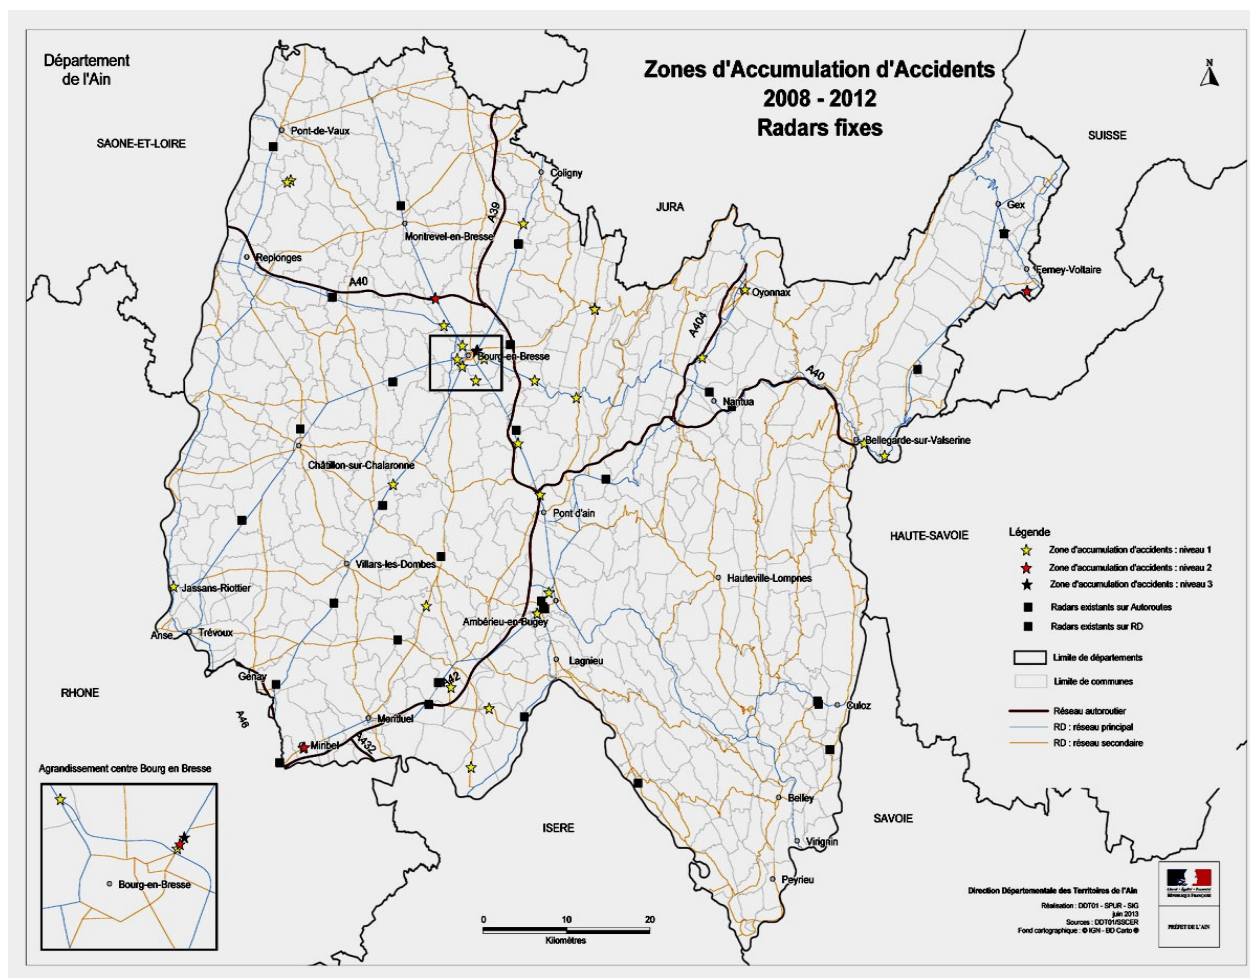 Département
de l'Ain
Zones d'Accumulation d'Accidents
2008 - 2012
Radars fixes
N
SAONE-ET-LOIRE
SUISSE
JURA
HAUTE-SAVOIE
RHONE
ISERE
SAVOIE
Pont-de-Vaux
Coligny
Gex
A39
Montrevel-en-Bresse
Replonges
Ferney-Voltaire
A40
Oyonnax
A404
Bourg-en-Bresse
A40
Nantua
Bellegarde-sur-Valserine
Châtillon-sur-Chalaronne
Pont d'ain
Villars-les-Dombes
Hauteville-Lompnes
Jassans-Riottier
Ambérieu-en-Bugey
Anse
Trévoux
Lagnieu
Génay
A42
A46
Montluel
Culoz
Miribel
A432
Belley
Virignin
Peyrieu
Légende
Zone d'accumulation d'accidents : niveau 1
Zone d'accumulation d'accidents : niveau 2
Zone d'accumulation d'accidents : niveau 3
Radars existants sur Autoroutes
Radars existants sur RD
Limite de départements
Limite de communes
Réseau autoroutier
RD : réseau principal
RD : réseau secondaire
Agrandissement centre Bourg en Bresse
Bourg-en-Bresse
0 10 20
Kilomètres
Direction Départementale des Territoires de l'Ain
Réalisation : DDT01 - SPUR - SIG
juin 2013
Sources : DDT01/SSCER
Fond cartographique : © IGN - BD Carto ®
Liberté • Égalité • Fraternité
RÉPUBLIQUE FRANÇAISE
PRÉFET DE L'AIN